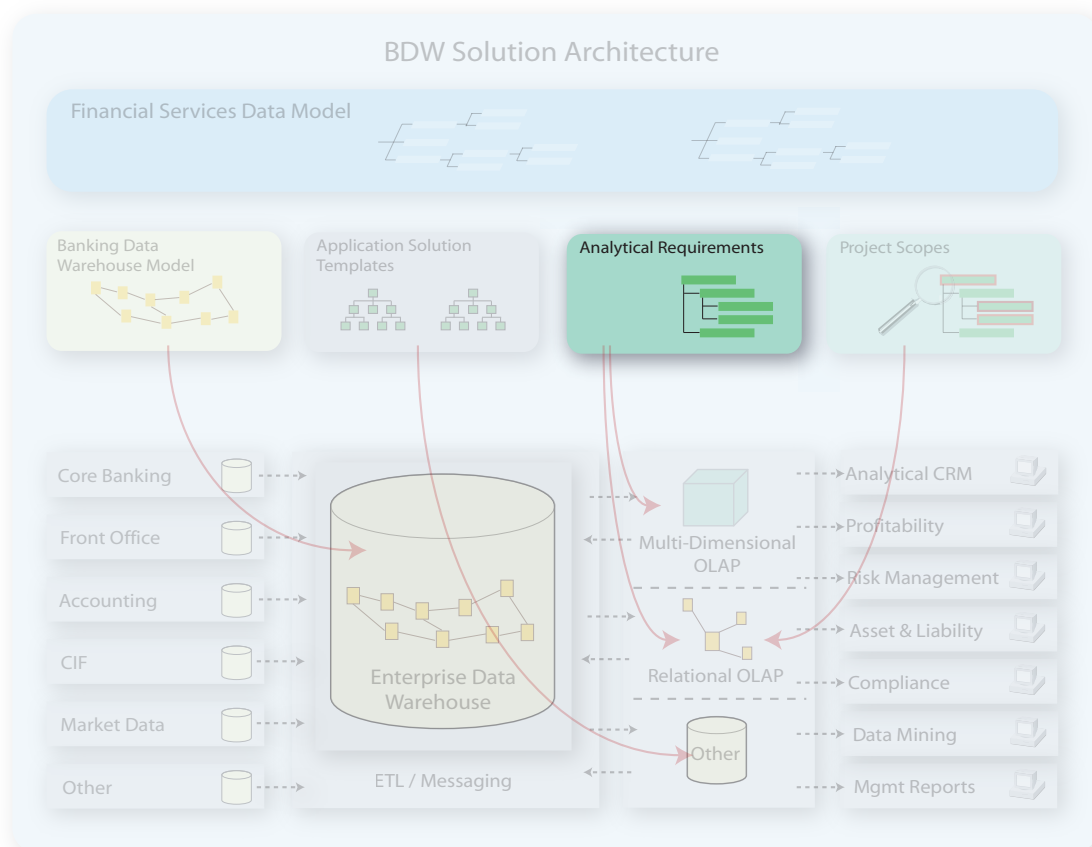 BDW Solution Architecture
Financial Services Data Model
Banking Data
Warehouse Model
Application Solution
Templates
Analytical Requirements
Project Scopes
Core Banking
Front Office
Accounting
CIF
Market Data
Other
Enterprise Data
Warehouse
ETL / Messaging
Multi-Dimensional
OLAP
Relational OLAP
Other
Analytical CRM
Profitability
Risk Management
Asset & Liability
Compliance
Data Mining
Mgmt Reports